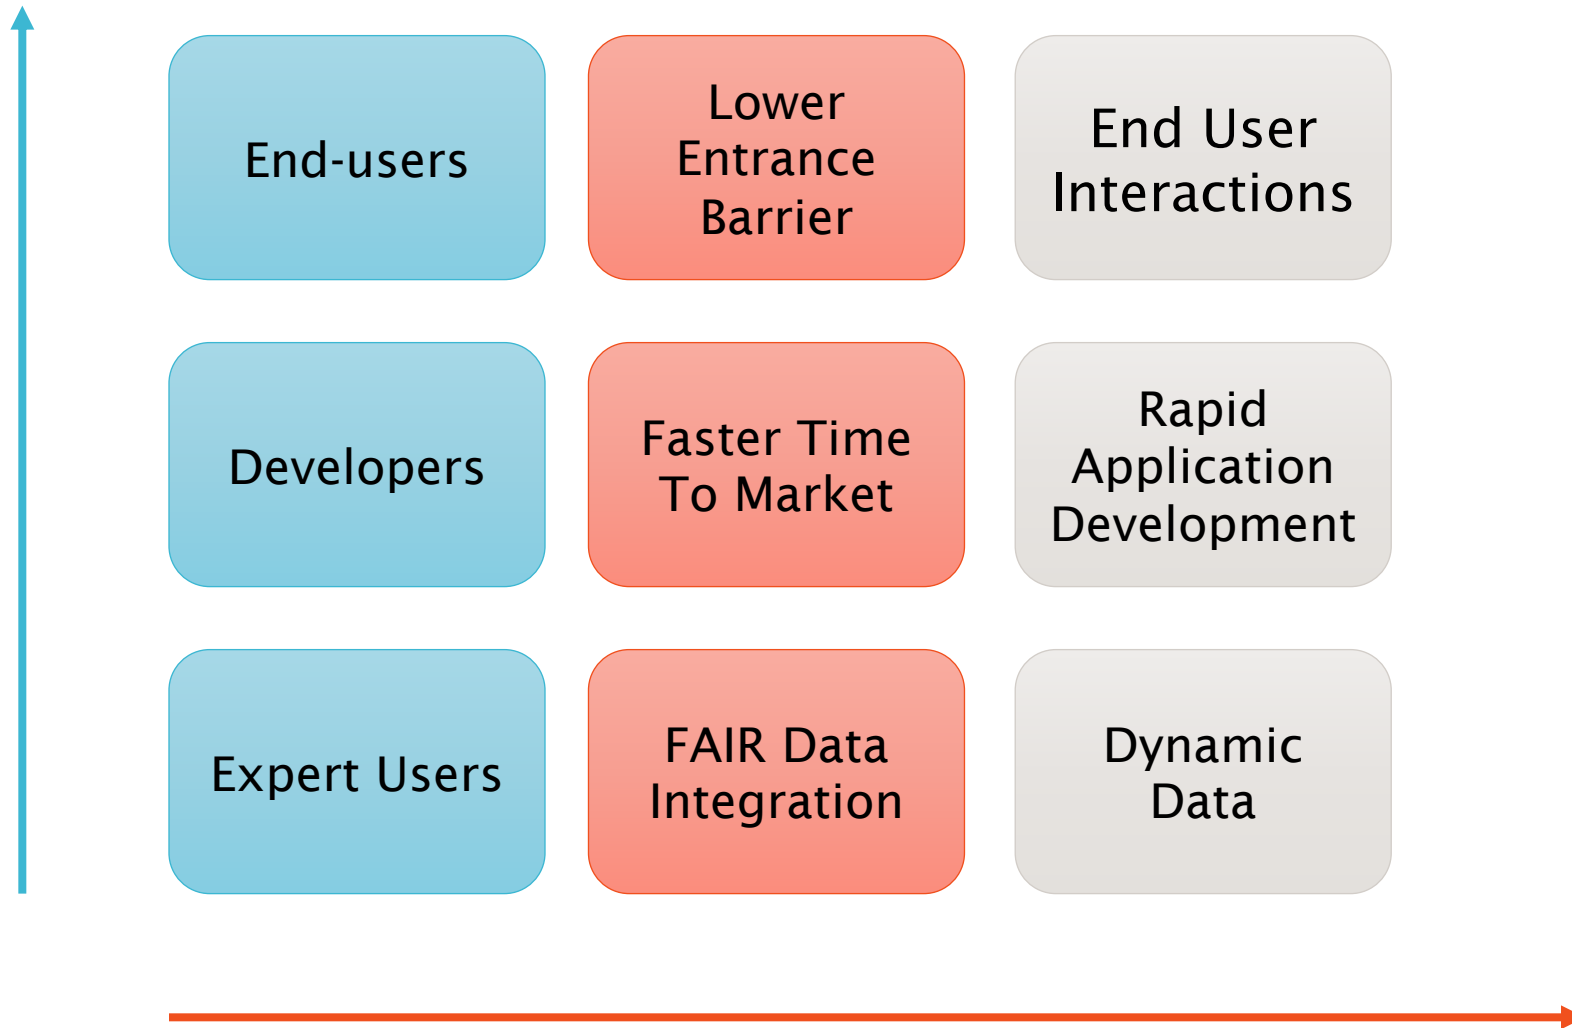 End-users
Lower
Entrance
Barrier
End User
Interactions
Developers
Faster Time
To Market
Rapid
Application
Development
Expert Users
FAIR Data
Integration
Dynamic
Data